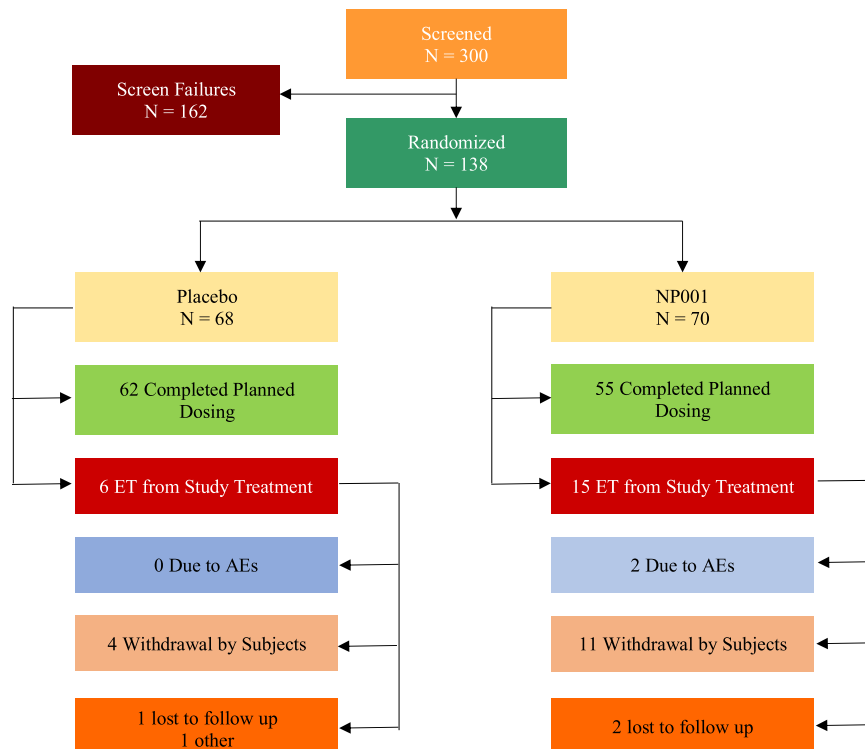 Screened
N = 300
Screen Failures
N = 162
Randomized
N = 138
Placebo
N = 68
NP001
N = 70
62 Completed Planned
Dosing
55 Completed Planned
Dosing
6 ET from Study Treatment
15 ET from Study Treatment
0 Due to AEs
2 Due to AEs
4 Withdrawal by Subjects
11 Withdrawal by Subjects
1 lost to follow up
1 other
2 lost to follow up